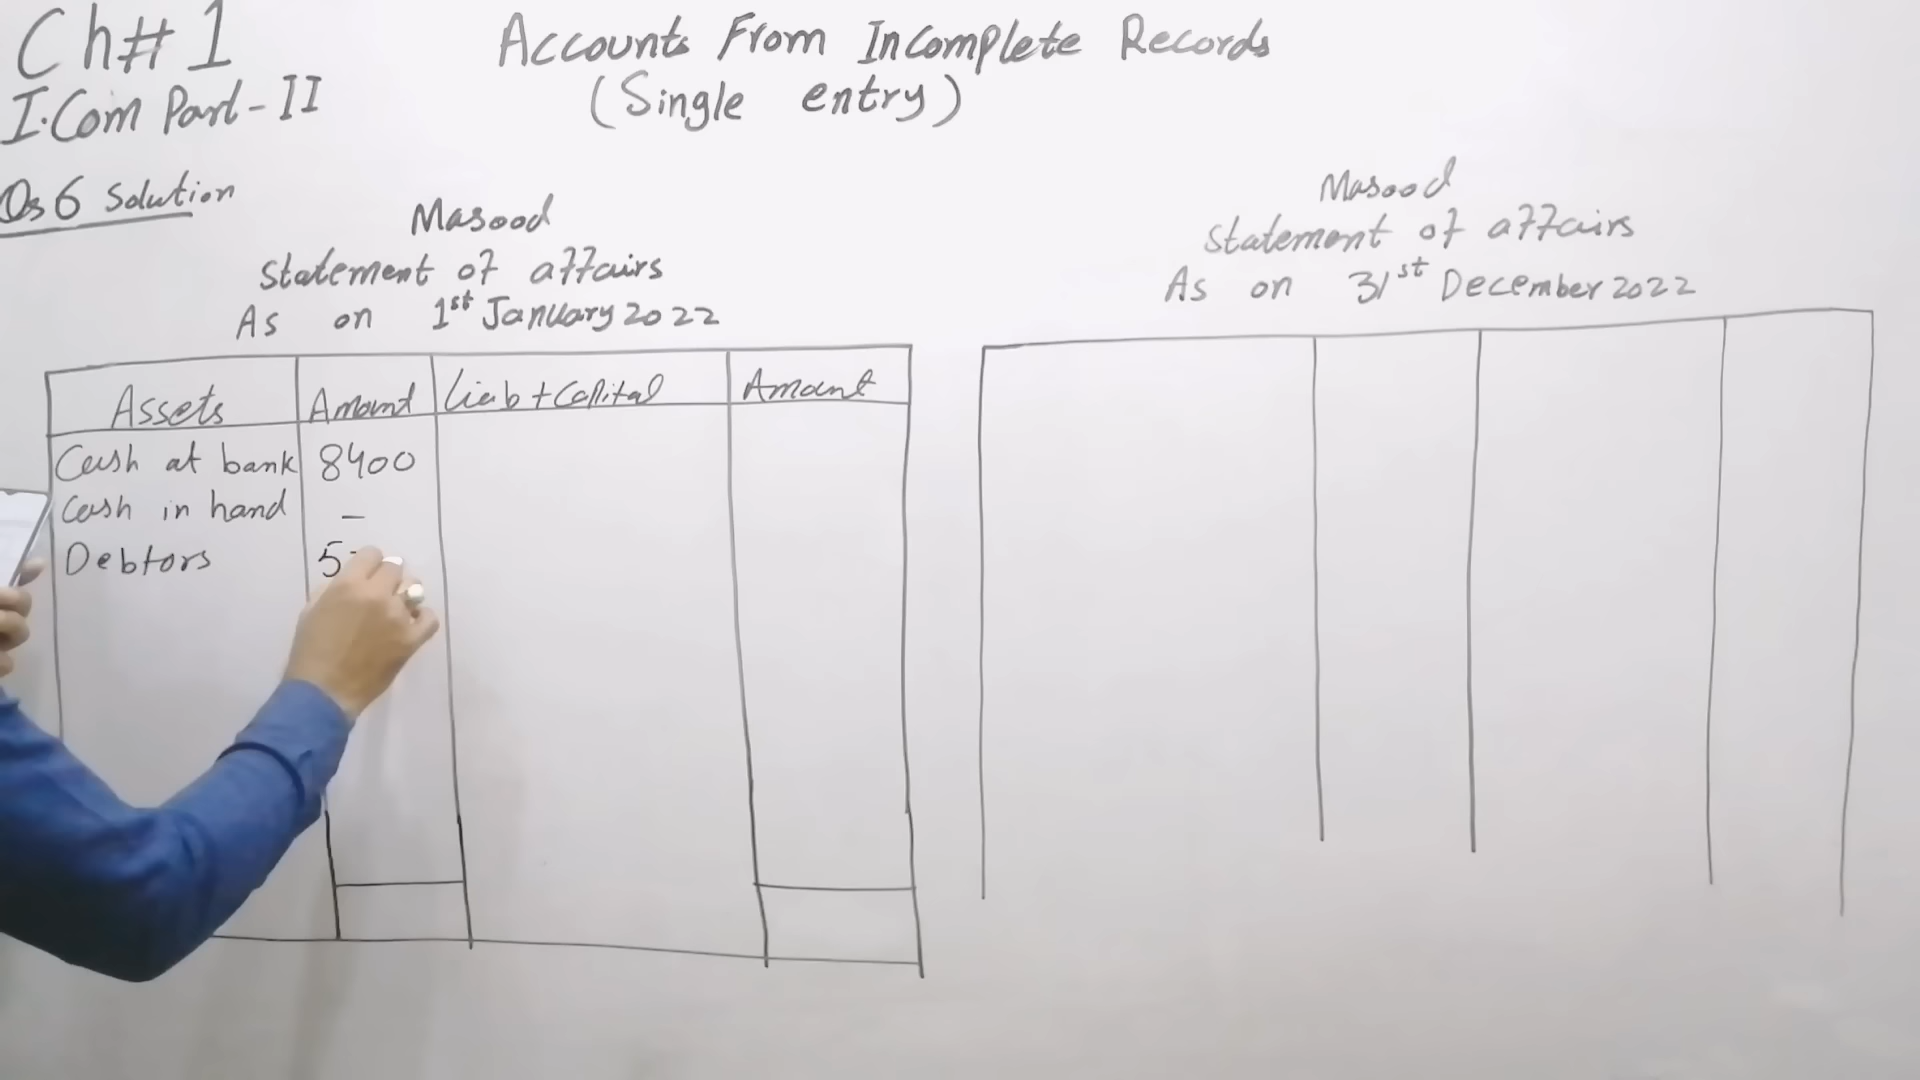 Ch#1
I.Com Part-II
Accounts From Incomplete Records
(Single entry)
Qs 6 Solution
Masood
Statement of affairs
As on 1st January 2022
Assets Amount Liab+Capital Amount
Cash at bank 8400
Cash in hand –
Debtors 5
Masood
Statement of affairs
As on 31st December 2022